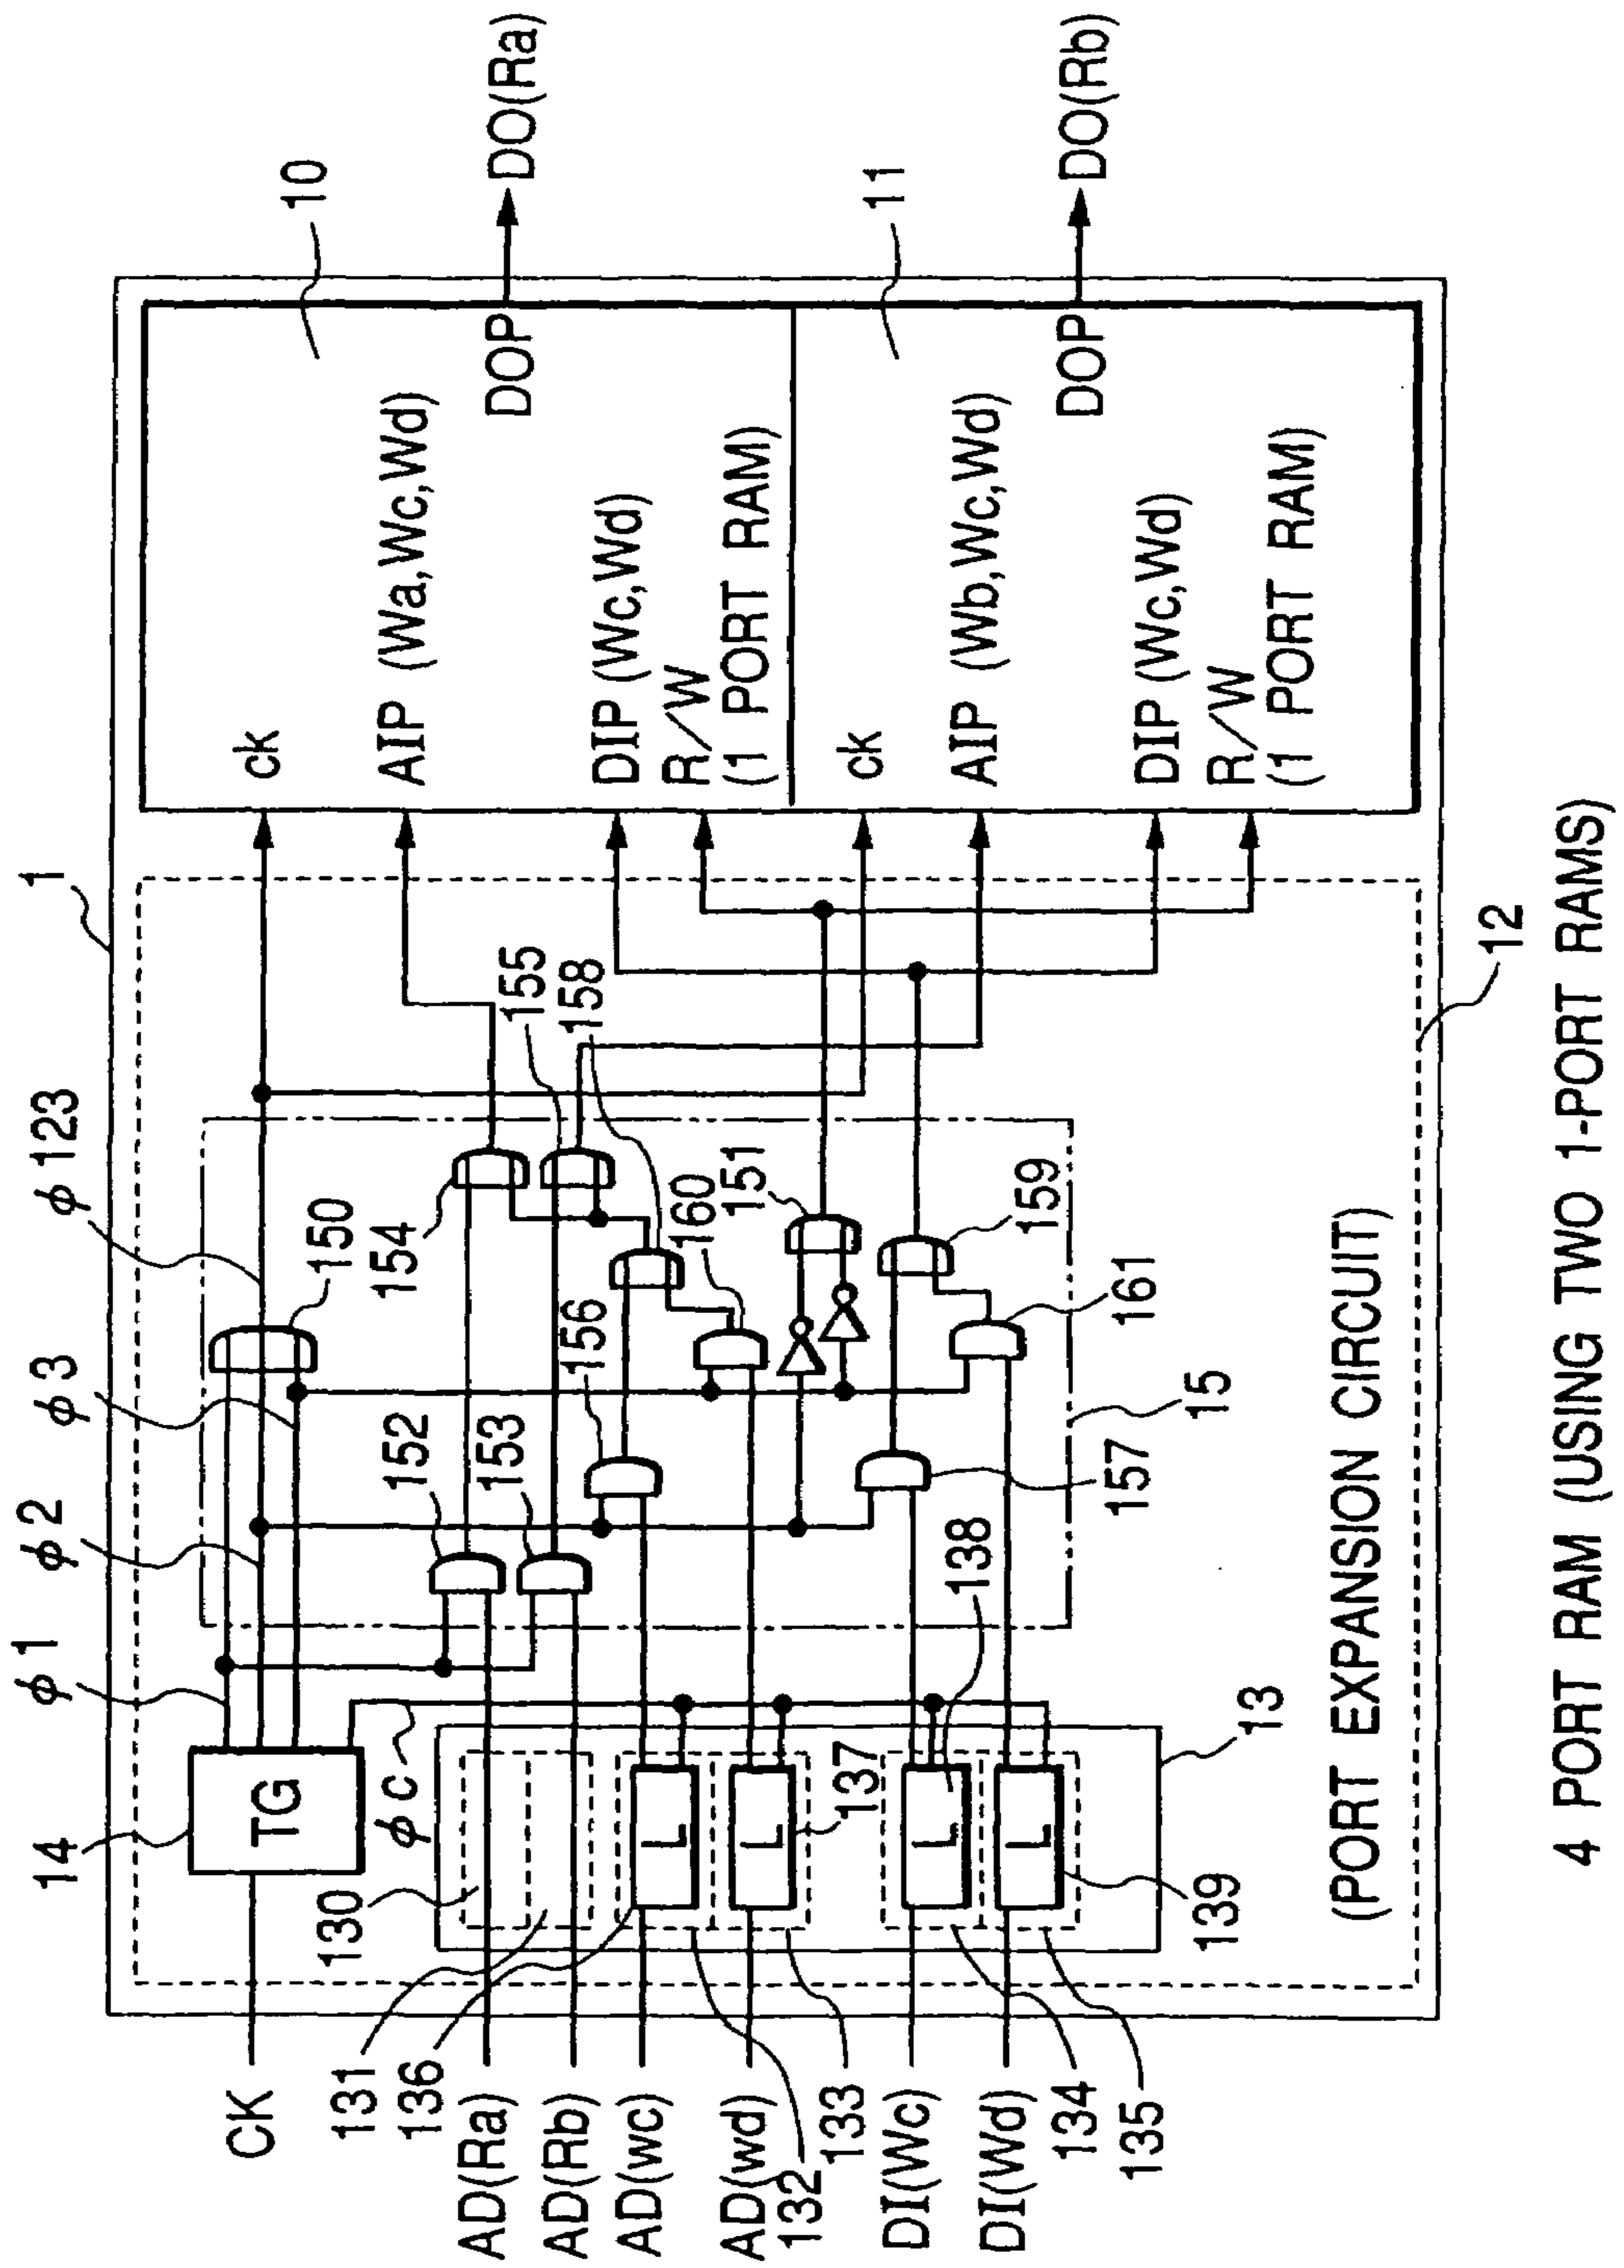 1
10
DO(Ra)
ck
AIP (Wa,Wc,Wd)
DOP
DIP (Wc,Wd)
R/W
(1 PORT RAM)
11
DO(Rb)
ck
AIP (Wb,Wc,Wd)
DOP
DIP (Wc,Wd)
R/W
(1 PORT RAM)
12
φ1
φ2
φ3
φ123
14
TG
φc
150
152
153
154
155
156
158
160
151
159
161
157
15
130
131
136
L
L
137
L
138
L
139
13
132
133
134
135
CK
AD(Ra)
AD(Rb)
AD(wc)
AD(wd)
DI(Wc)
DI(Wd)
(PORT EXPANSION CIRCUIT)
4 PORT RAM (USING TWO 1-PORT RAMS)